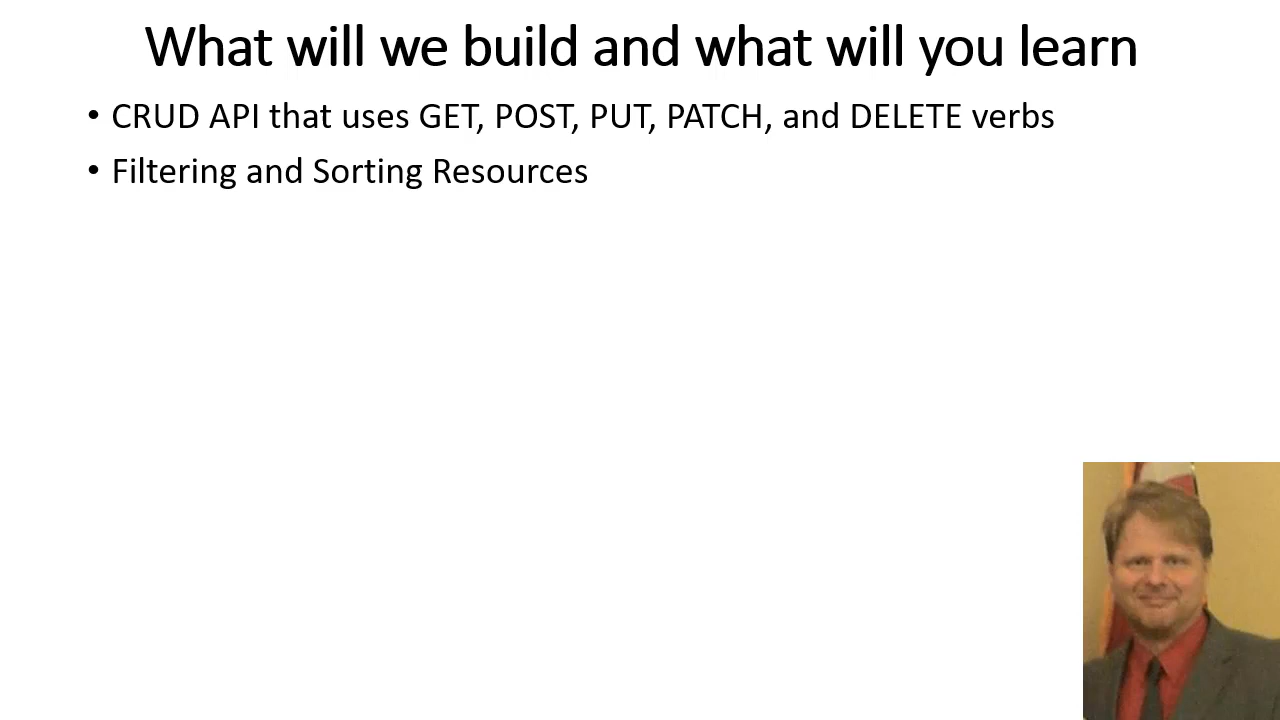 What will we build and what will you learn
• CRUD API that uses GET, POST, PUT, PATCH, and DELETE verbs
• Filtering and Sorting Resources